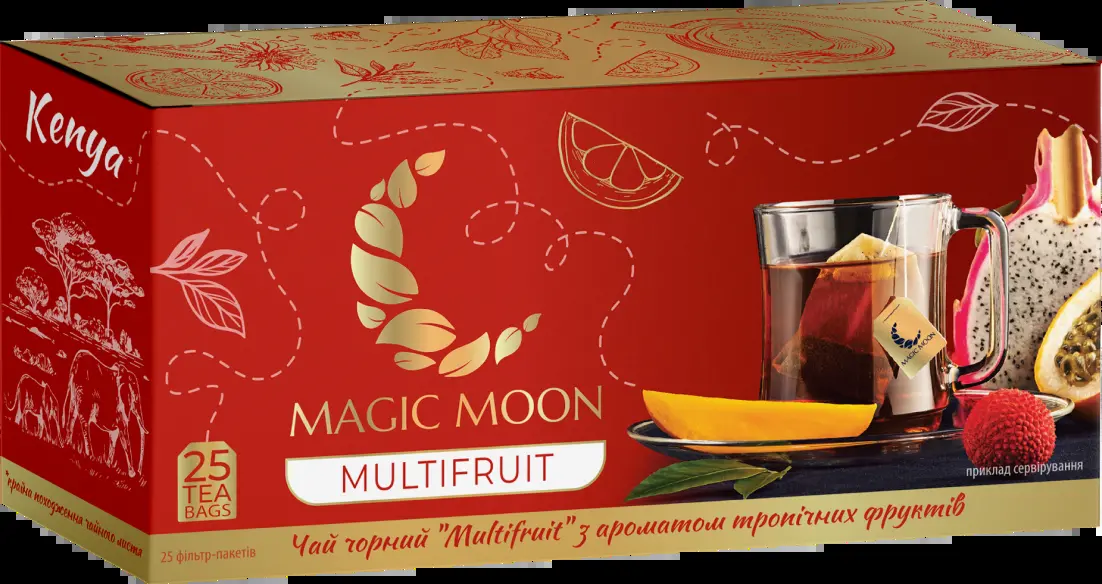 Kenya*
*країна походження чайного листя
MAGIC MOON
MULTIFRUIT
25
TEA
BAGS
25 фільтр-пакетів
MAGIC MOON
приклад сервірування
Чай чорний "Multifruit" з ароматом тропічних фруктів